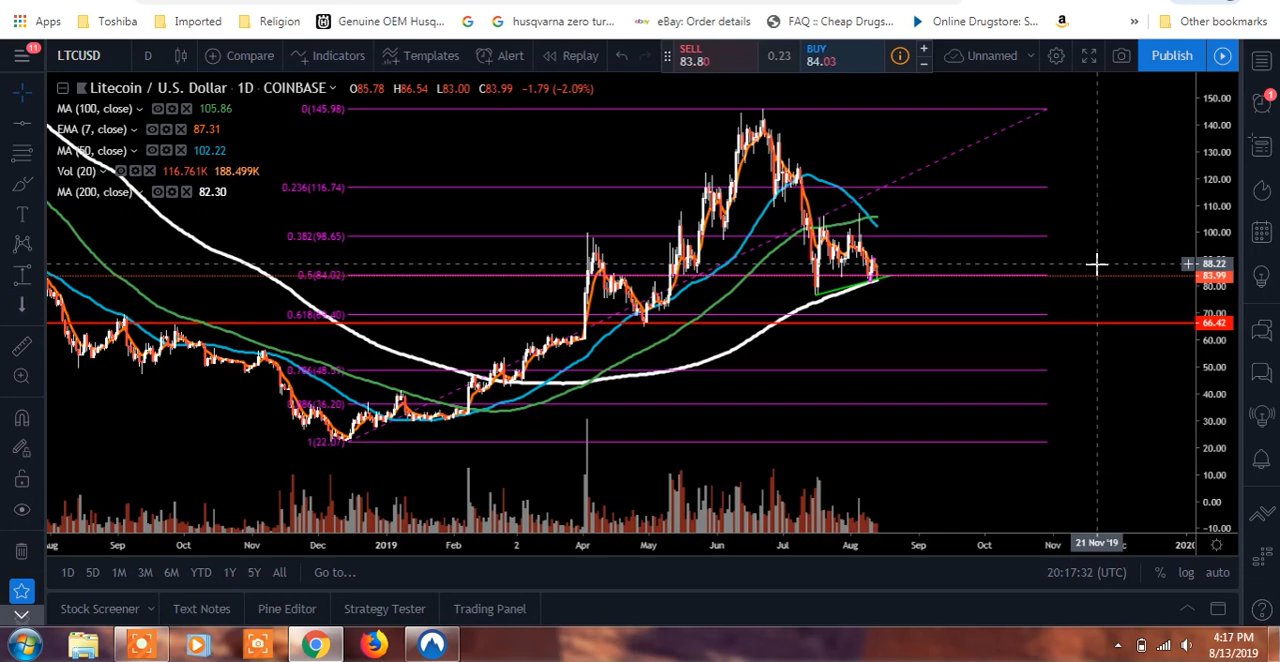 Apps Toshiba Imported Religion Genuine OEM Husq... G husqvarna zero tur... eBay: Order details FAQ :: Cheap Drugs... Online Drugstore: S... » Other bookmarks
11 LTCUSD D Compare Indicators Templates Alert Replay SELL 83.80 0.23 BUY 84.03 Unnamed Publish
Litecoin / U.S. Dollar · 1D · COINBASE O85.78 H86.54 L83.00 C83.99 -1.79 (-2.09%)
MA (100, close) 105.86
EMA (7, close) 87.31
MA (50, close) 102.22
Vol (20) 116.761K 188.499K
MA (200, close) 82.30
0(145.98)
0.236(116.74)
0.382(98.65)
0.5(84.02)
1(22.07)
150.00
140.00
130.00
120.00
110.00
100.00
88.22
83.99
80.00
70.00
66.42
60.00
50.00
40.00
30.00
20.00
10.00
0.00
-10.00
1
Sep Oct Nov Dec 2019 Feb 2 Apr May Jun Jul Aug Sep Oct Nov 21 Nov '19 2020
1D 5D 1M 3M 6M YTD 1Y 5Y All Go to... 20:17:32 (UTC) % log auto
Stock Screener Text Notes Pine Editor Strategy Tester Trading Panel
4:17 PM
8/13/2019